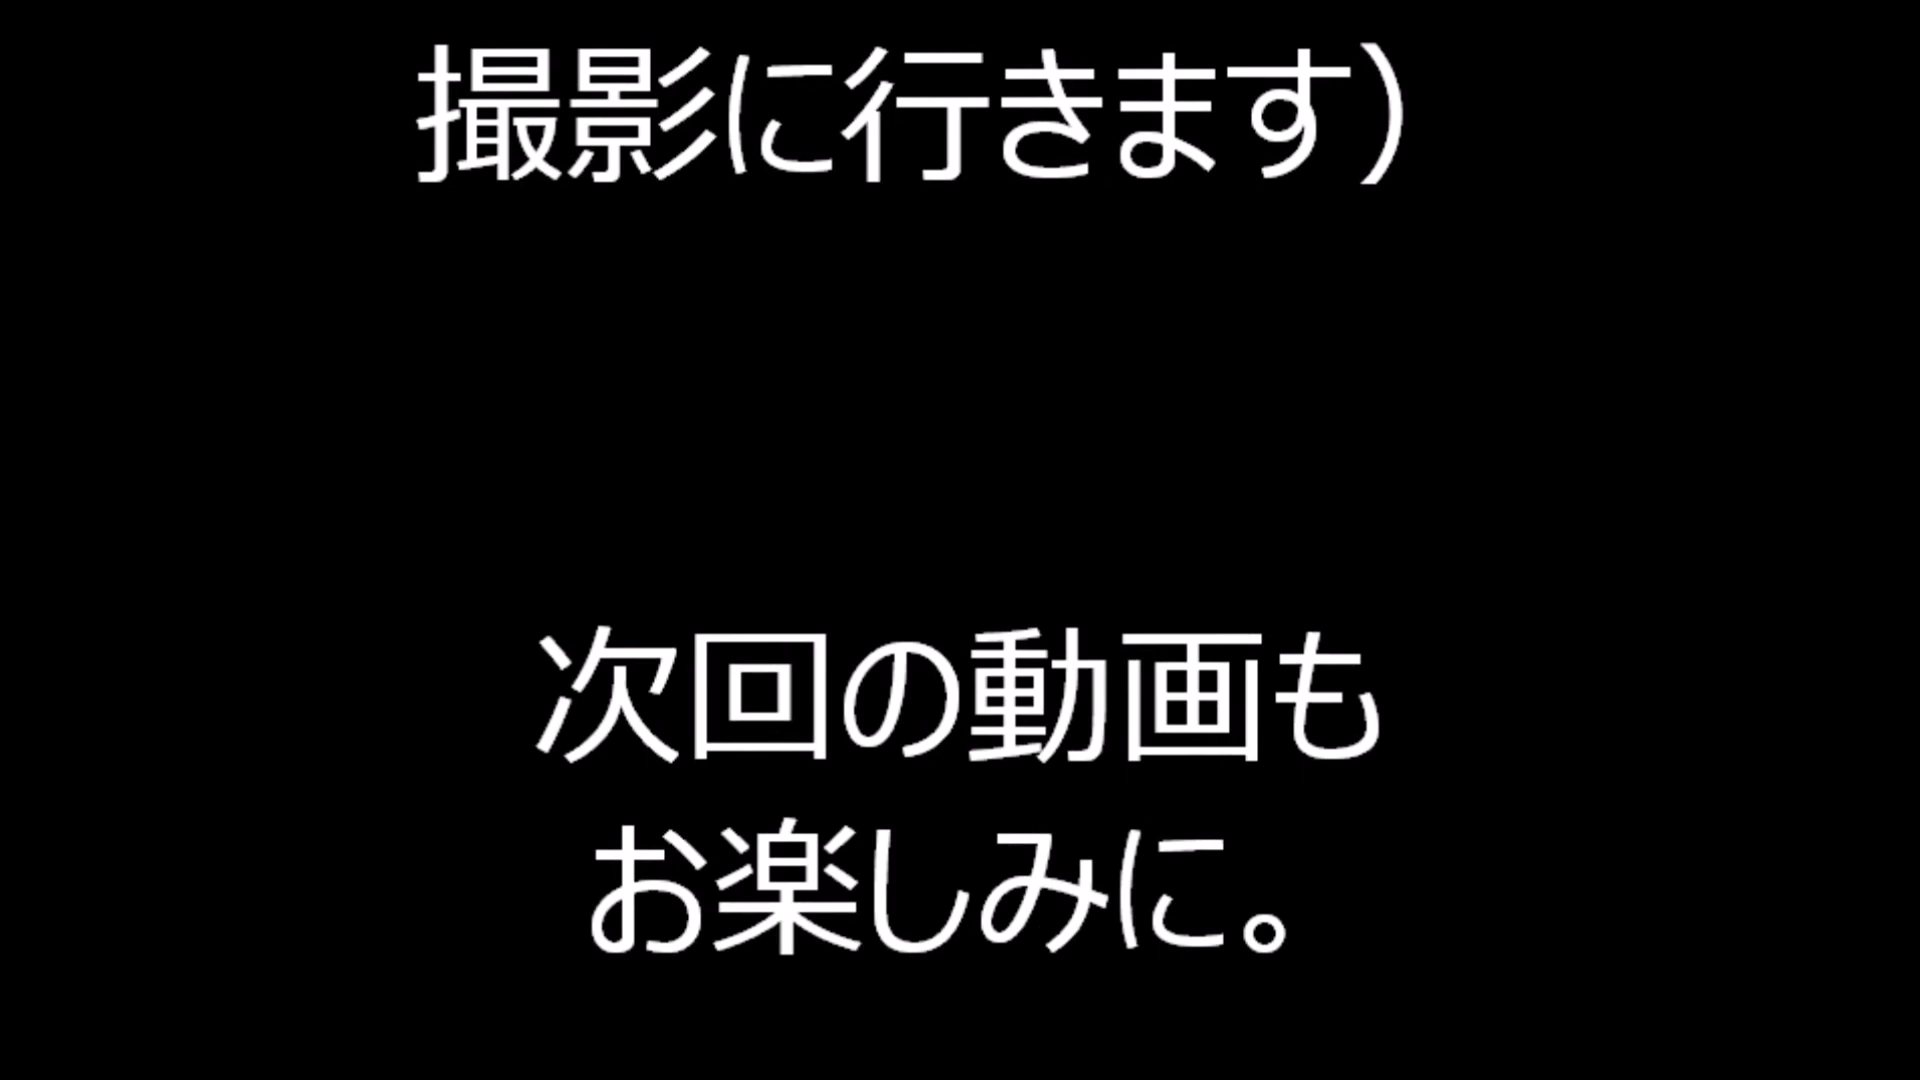 撮影に行きます）
次回の動画も
お楽しみに。